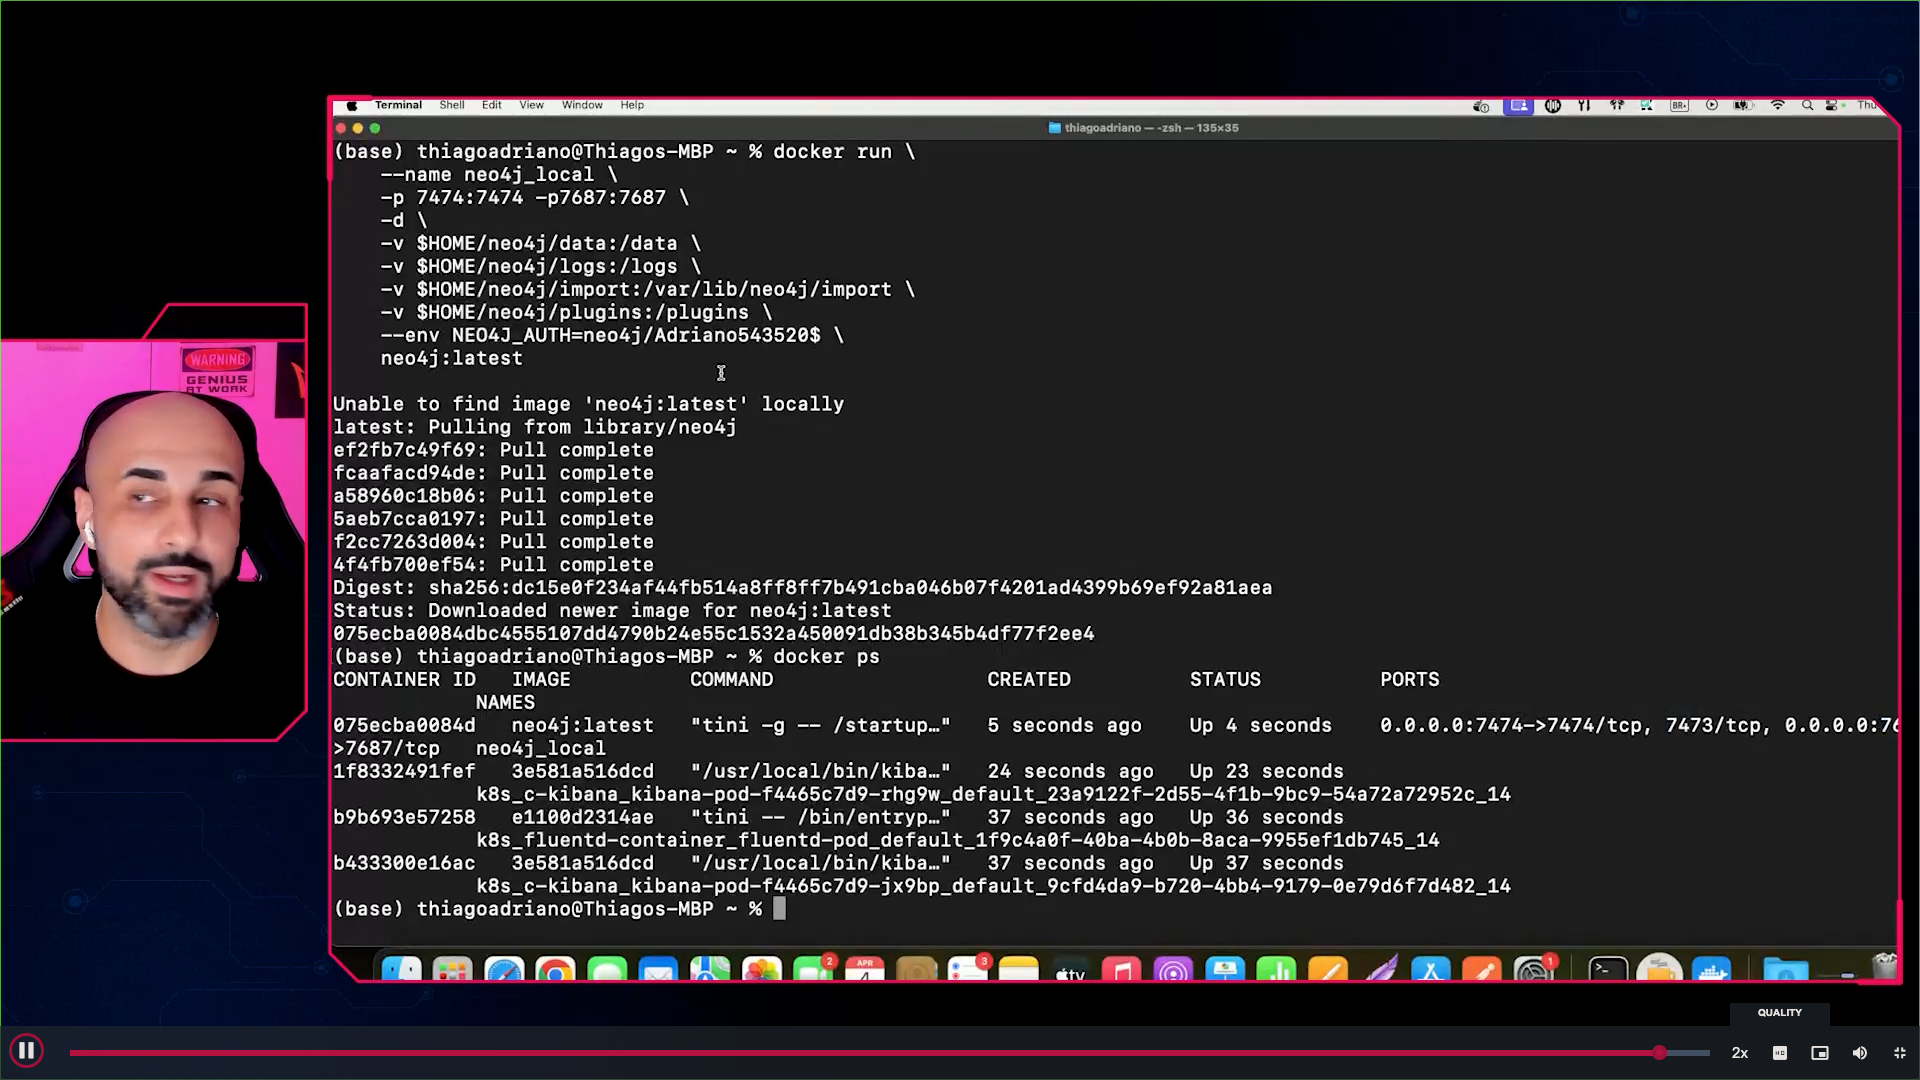 Terminal Shell Edit View Window Help BR Thu
thiagoadriano — -zsh — 135×35
(base) thiagoadriano@Thiagos-MBP ~ % docker run \
--name neo4j_local \
-p 7474:7474 -p7687:7687 \
-d \
-v $HOME/neo4j/data:/data \
-v $HOME/neo4j/logs:/logs \
-v $HOME/neo4j/import:/var/lib/neo4j/import \
-v $HOME/neo4j/plugins:/plugins \
--env NEO4J_AUTH=neo4j/Adriano543520$ \
neo4j:latest
Unable to find image 'neo4j:latest' locally
latest: Pulling from library/neo4j
ef2fb7c49f69: Pull complete
fcaafacd94de: Pull complete
a58960c18b06: Pull complete
5aeb7cca0197: Pull complete
f2cc7263d004: Pull complete
4f4fb700ef54: Pull complete
Digest: sha256:dc15e0f234af44fb514a8ff8ff7b491cba046b07f4201ad4399b69ef92a81aea
Status: Downloaded newer image for neo4j:latest
075ecba0084dbc4555107dd4790b24e55c1532a450091db38b345b4df77f2ee4
(base) thiagoadriano@Thiagos-MBP ~ % docker ps
CONTAINER ID IMAGE COMMAND CREATED STATUS PORTS
NAMES
075ecba0084d neo4j:latest "tini -g -- /startup…" 5 seconds ago Up 4 seconds 0.0.0.0:7474->7474/tcp, 7473/tcp, 0.0.0.0:76
>7687/tcp neo4j_local
1f8332491fef 3e581a516dcd "/usr/local/bin/kiba…" 24 seconds ago Up 23 seconds
k8s_c-kibana_kibana-pod-f4465c7d9-rhg9w_default_23a9122f-2d55-4f1b-9bc9-54a72a72952c_14
b9b693e57258 e1100d2314ae "tini -- /bin/entryp…" 37 seconds ago Up 36 seconds
k8s_fluentd-container_fluentd-pod_default_1f9c4a0f-40ba-4b0b-8aca-9955ef1db745_14
b433300e16ac 3e581a516dcd "/usr/local/bin/kiba…" 37 seconds ago Up 37 seconds
k8s_c-kibana_kibana-pod-f4465c7d9-jx9bp_default_9cfd4da9-b720-4bb4-9179-0e79d6f7d482_14
(base) thiagoadriano@Thiagos-MBP ~ %
WARNING
GENIUS
AT WORK
2 APR 4 3 tv 1
QUALITY
2x HD